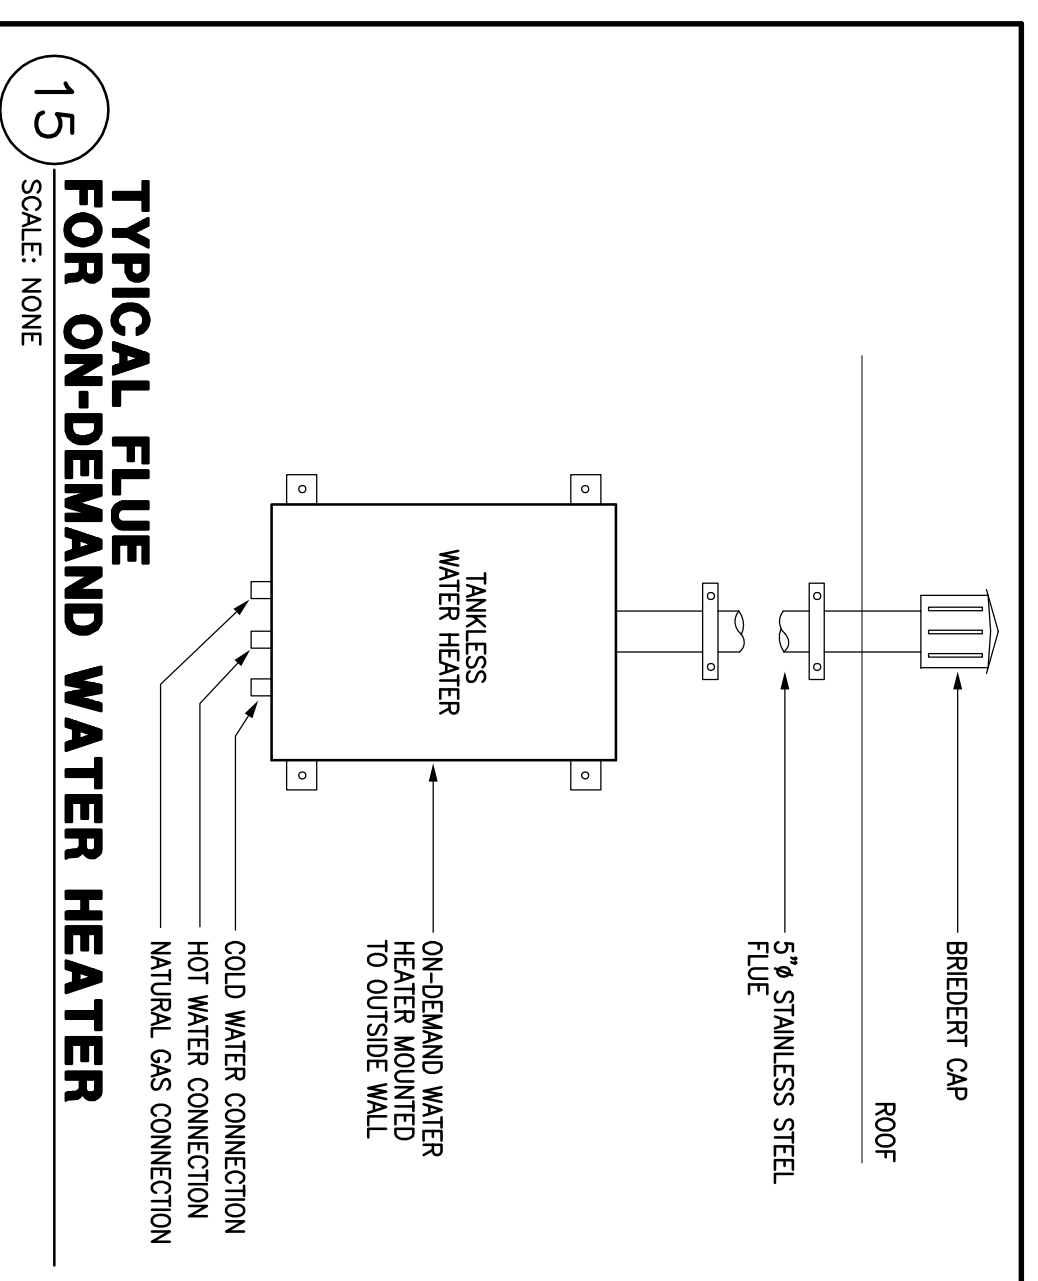 BRIEDERT CAP
ROOF
5"ø STAINLESS STEEL
FLUE
TANKLESS
WATER HEATER
ON-DEMAND WATER
HEATER MOUNTED
TO OUTSIDE WALL
COLD WATER CONNECTION
HOT WATER CONNECTION
NATURAL GAS CONNECTION
15
TYPICAL FLUE
FOR ON-DEMAND WATER HEATER
SCALE: NONE